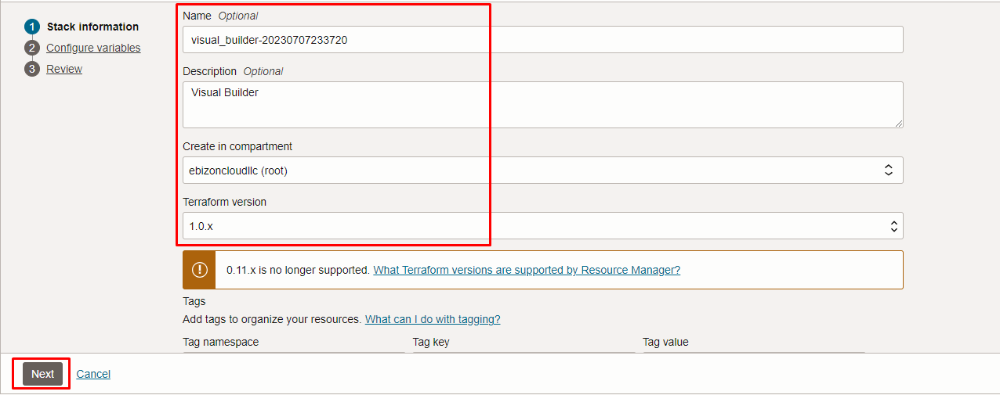 1 Stack information
2 Configure variables
3 Review
Name Optional
visual_builder-20230707233720
Description Optional
Visual Builder
Create in compartment
ebizoncloudllc (root)
Terraform version
1.0.x
0.11.x is no longer supported. What Terraform versions are supported by Resource Manager?
Tags
Add tags to organize your resources. What can I do with tagging?
Tag namespace Tag key Tag value
Next Cancel